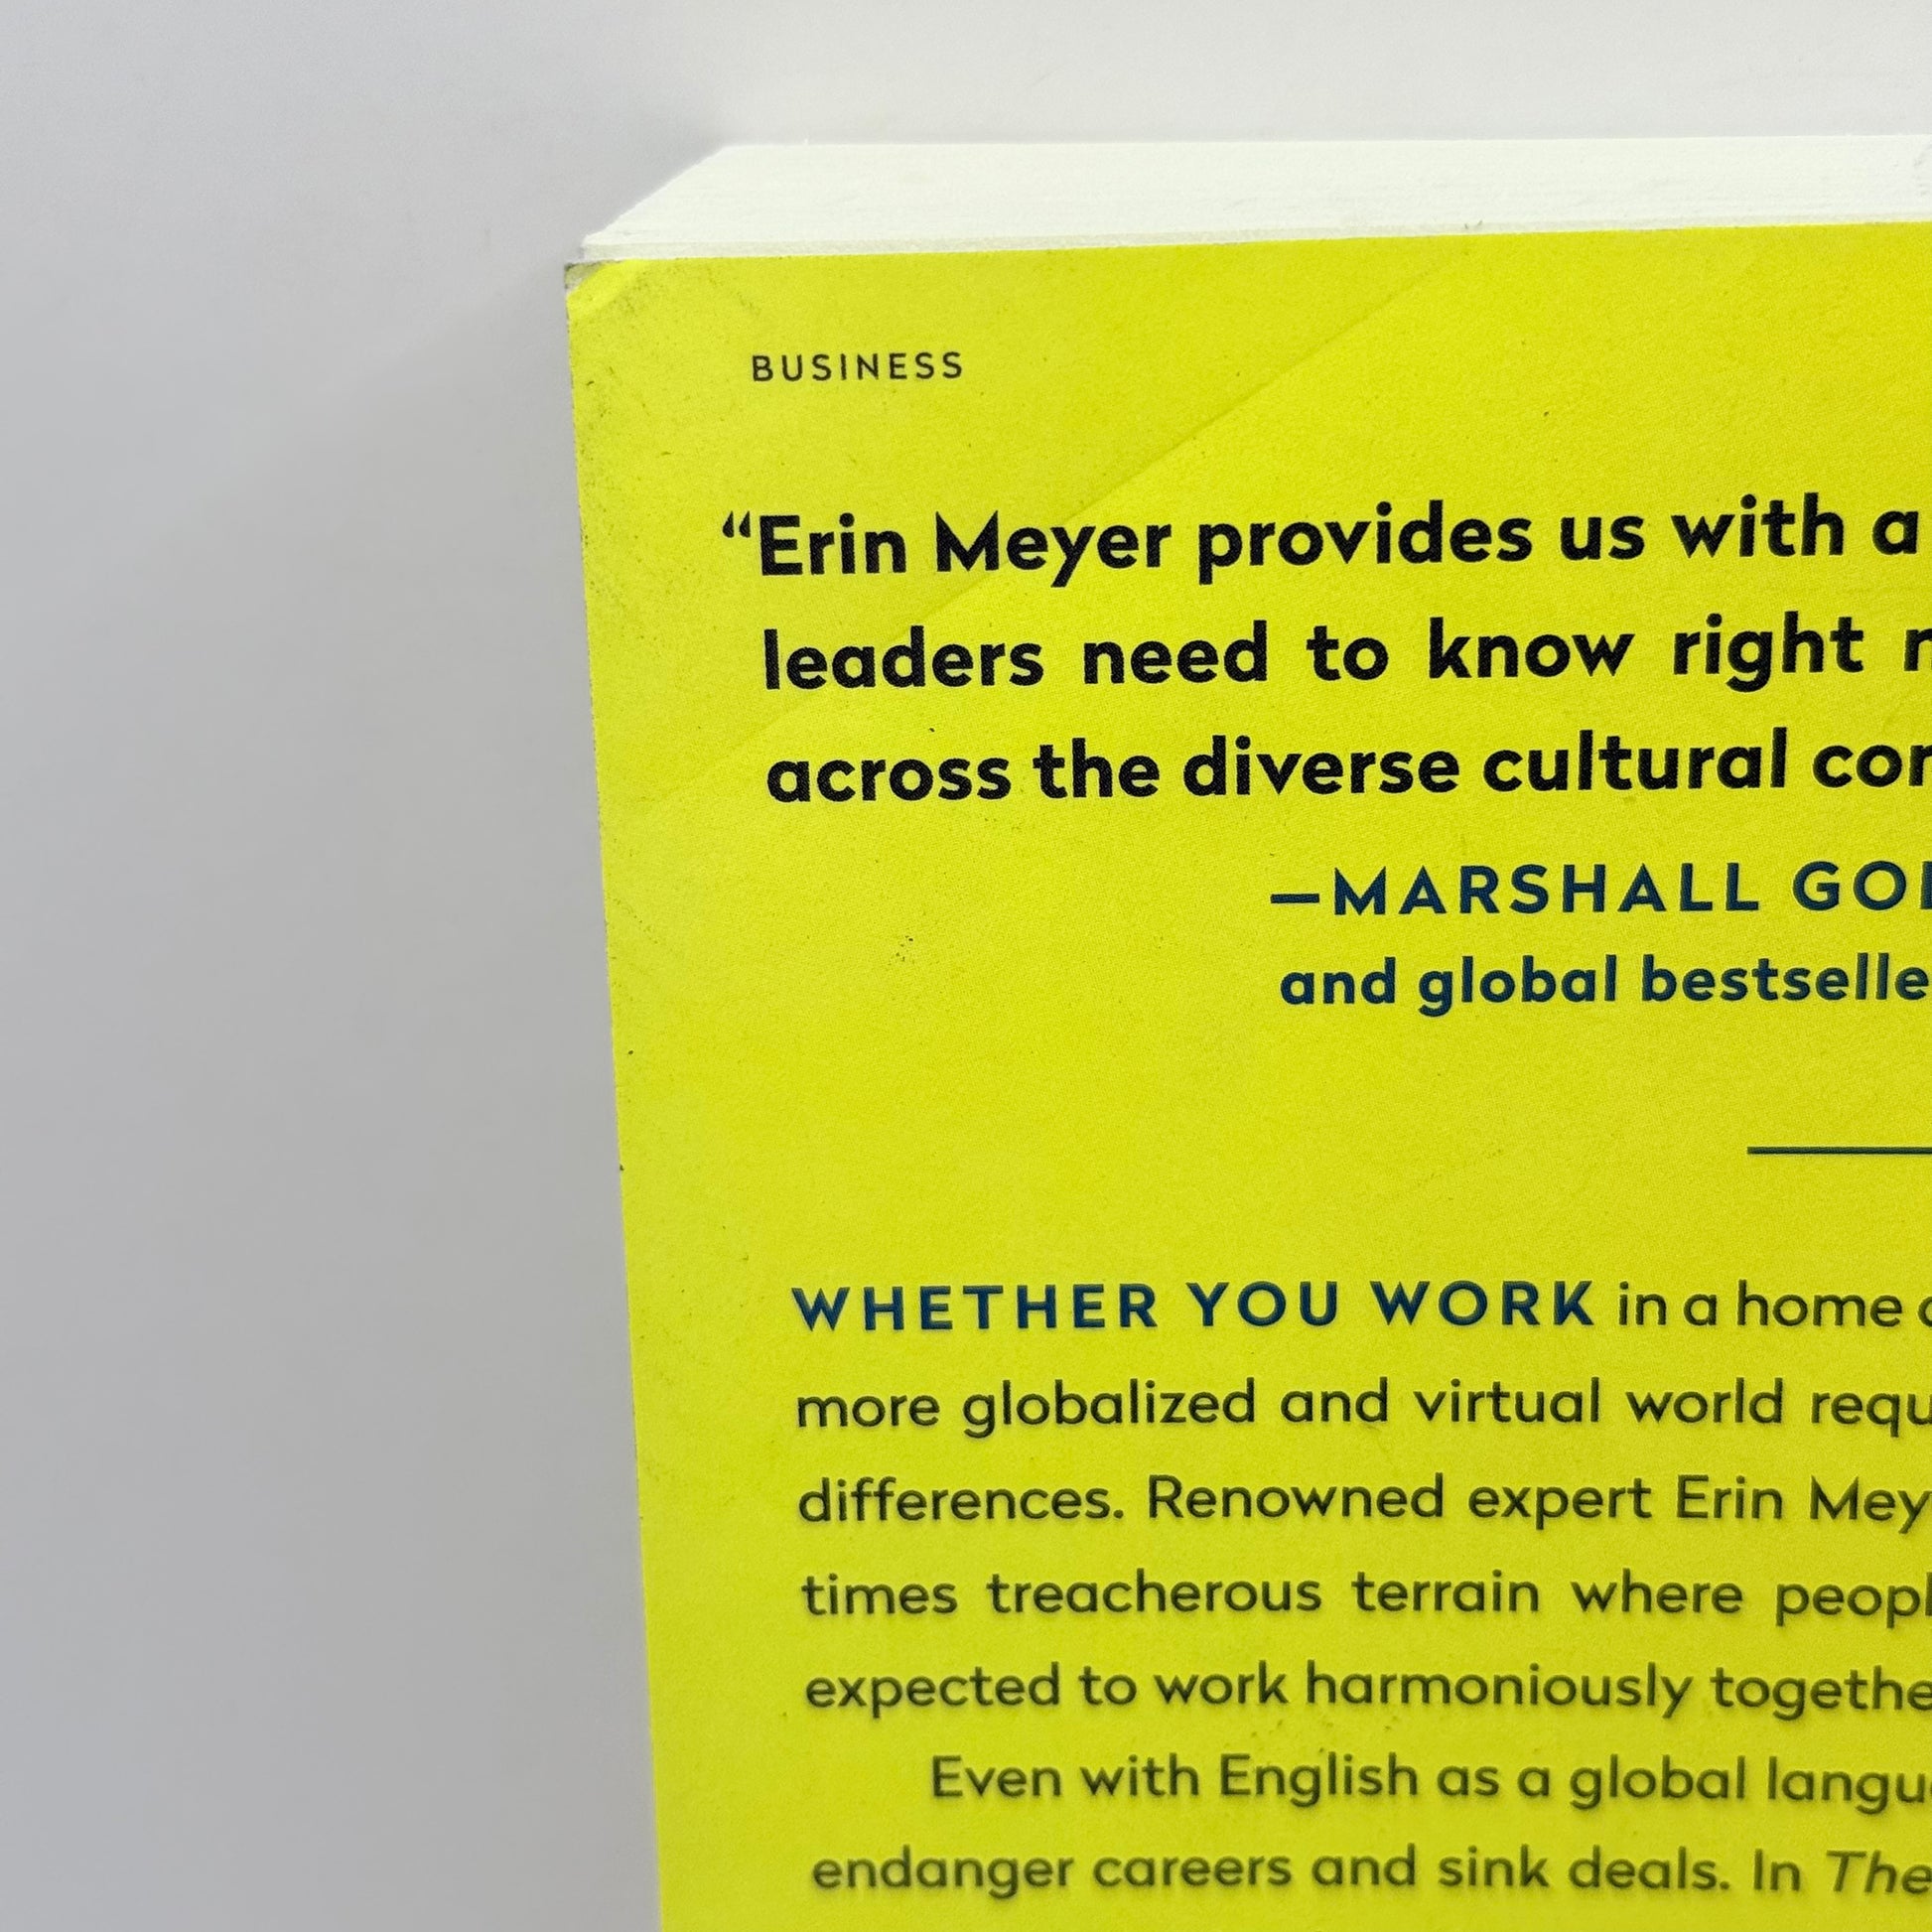 BUSINESS
“Erin Meyer provides us with a
leaders need to know right
across the diverse cultural
—MARSHALL
and global
WHETHER YOU WORK in a home
more globalized and virtual world
differences. Renowned expert Erin
times treacherous terrain where
expected to work harmoniously
Even with English as a global
endanger careers and sink deals. In The